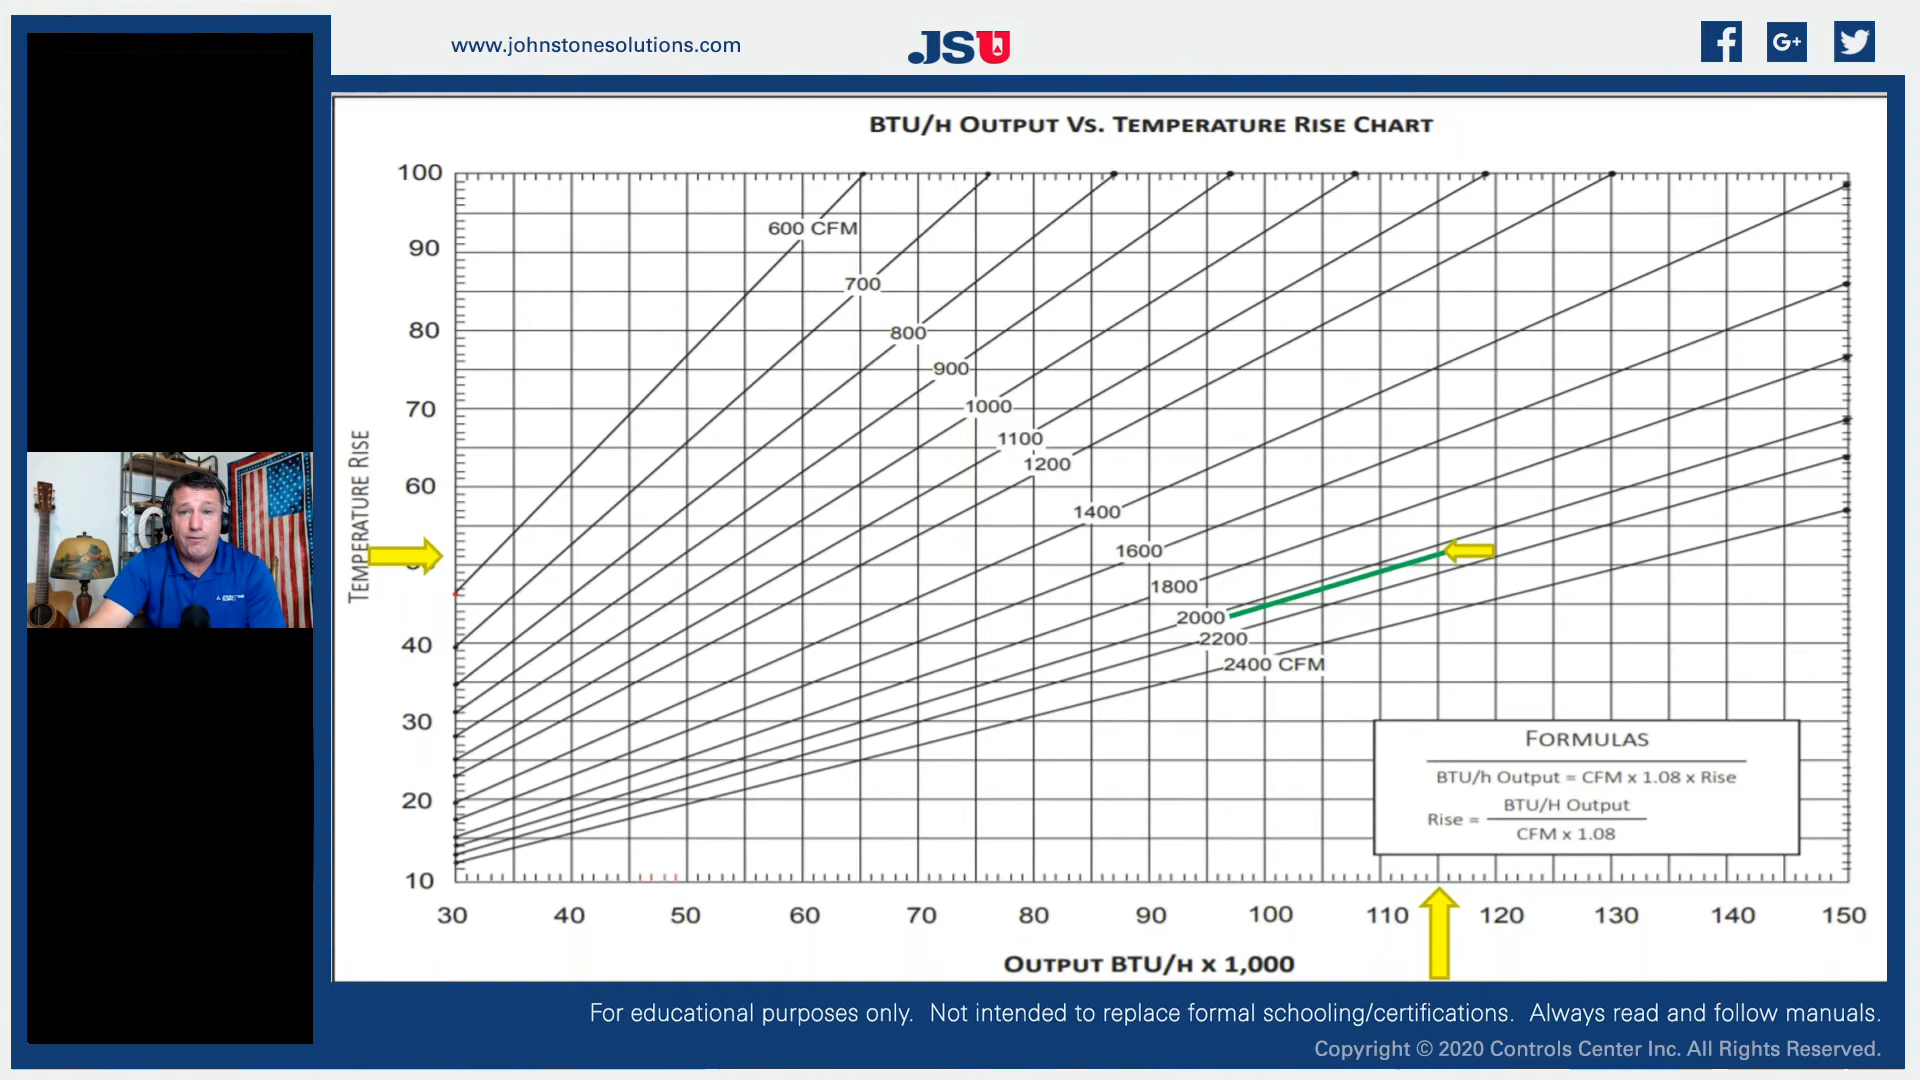 www.johnstonesolutions.com
JSU
f
G+
BTU/H OUTPUT VS. TEMPERATURE RISE CHART
TEMPERATURE RISE
100
90
80
70
60
40
30
20
10
600 CFM
700
800
900
1000
1100
1200
1400
1600
1800
2000
2200
2400 CFM
FORMULAS
BTU/h Output = CFM x 1.08 x Rise
Rise = BTU/H Output
CFM x 1.08
30 40 50 60 70 80 90 100 110 120 130 140 150
OUTPUT BTU/H X 1,000
For educational purposes only. Not intended to replace formal schooling/certifications. Always read and follow manuals.
Copyright © 2020 Controls Center Inc. All Rights Reserved.